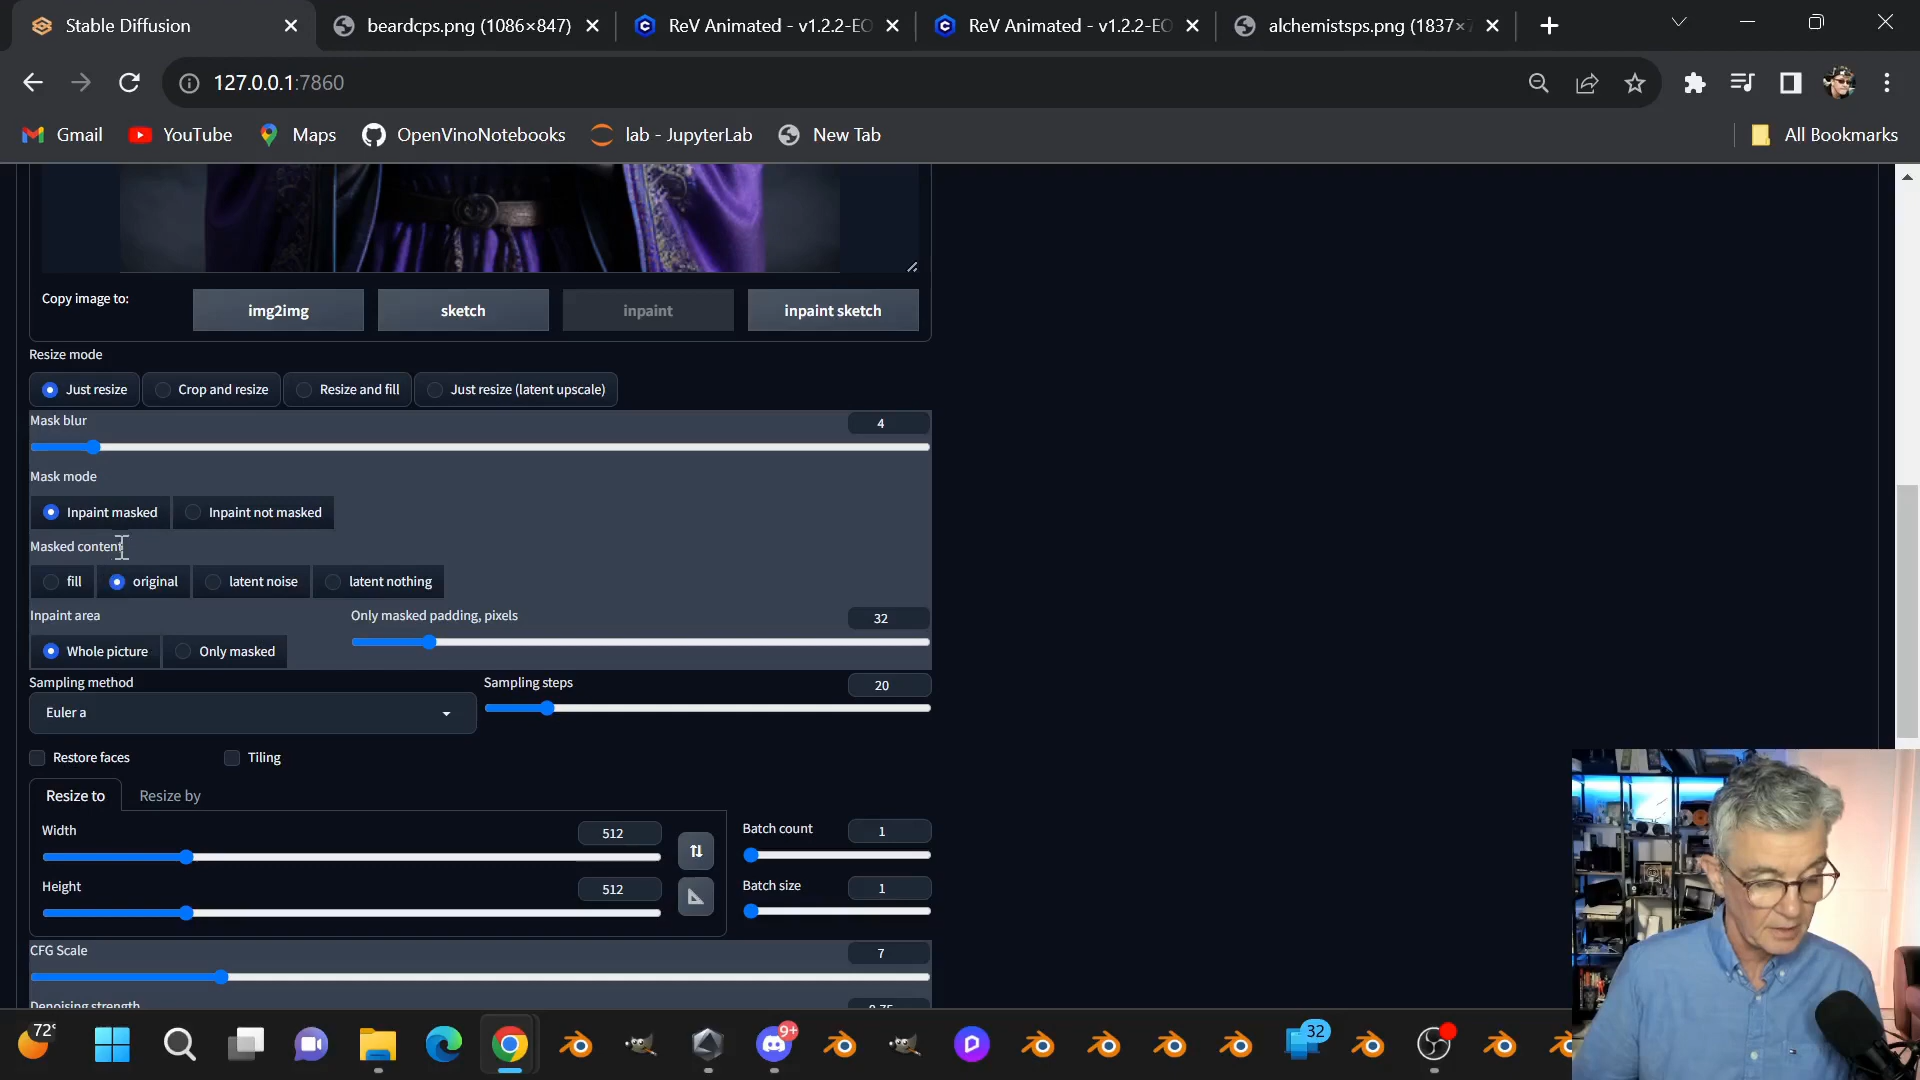 Stable Diffusion
beardcps.png (1086×847)
ReV Animated - v1.2.2-EO
ReV Animated - v1.2.2-EO
alchemistsps.png (1837×
127.0.0.1:7860
Gmail
YouTube
Maps
OpenVinoNotebooks
lab - JupyterLab
New Tab
All Bookmarks
Copy image to:
img2img
sketch
inpaint
inpaint sketch
Resize mode
Just resize
Crop and resize
Resize and fill
Just resize (latent upscale)
Mask blur
4
Mask mode
Inpaint masked
Inpaint not masked
Masked content
fill
original
latent noise
latent nothing
Inpaint area
Only masked padding, pixels
32
Whole picture
Only masked
Sampling method
Sampling steps
20
Euler a
Restore faces
Tiling
Resize to
Resize by
Width
512
Batch count
1
Height
512
Batch size
1
CFG Scale
7
Denoising strength
0.75
72°
9+
32